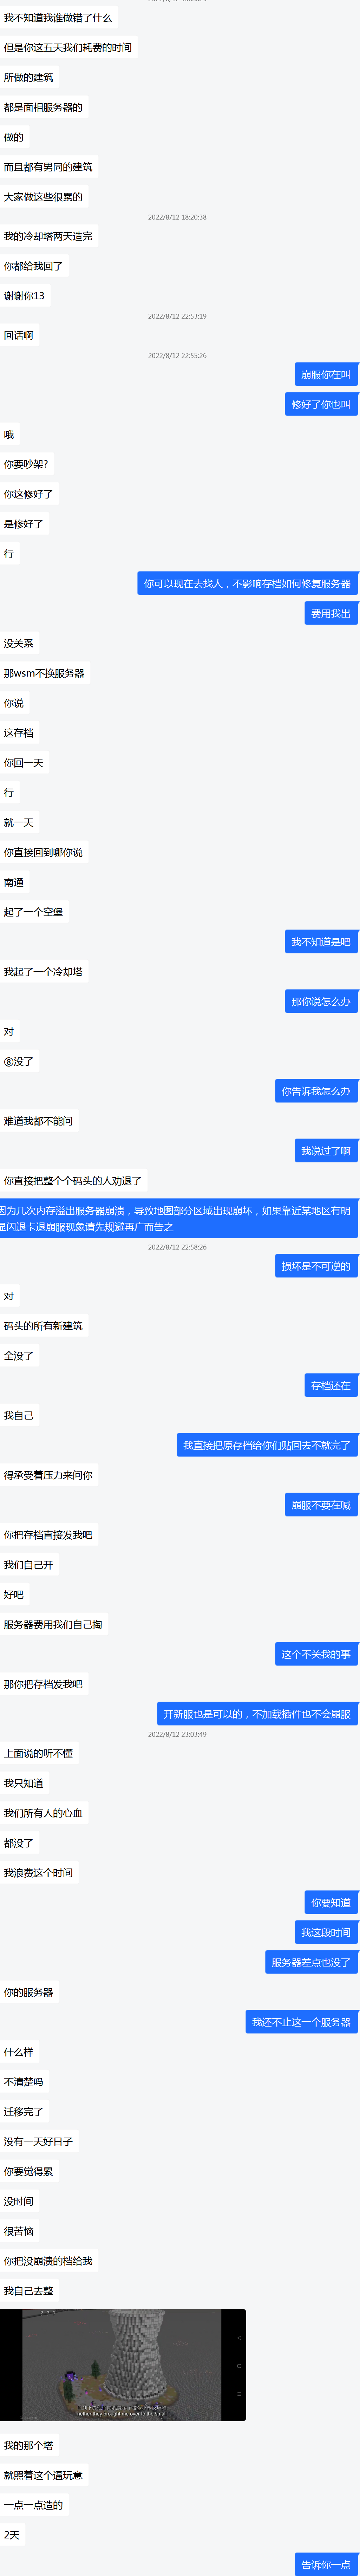 我不知道我谁做错了什么
但是你这五天我们耗费的时间
所做的建筑
都是面相服务器的
做的
而且都有男同的建筑
大家做这些很累的
2022/8/12 18:20:38
我的冷却塔两天造完
你都给我回了
谢谢你13
2022/8/12 22:53:19
回话啊
2022/8/12 22:55:26
崩服你在叫
修好了你也叫
哦
你要吵架?
你这修好了
是修好了
行
你可以现在去找人，不影响存档如何修复服务器
费用我出
没关系
那wsm不换服务器
你说
这存档
你回一天
行
就一天
你直接回到哪你说
南通
起了一个空堡
我不知道是吧
我起了一个冷却塔
那你说怎么办
对
⑧没了
你告诉我怎么办
难道我都不能问
我说过了啊
你直接把整个个码头的人劝退了
因为几次内存溢出服务器崩溃，导致地图部分区域出现崩坏，如果靠近某地区有明
显闪退卡退崩服现象请先规避再广而告之
2022/8/12 22:58:26
损坏是不可逆的
对
码头的所有新建筑
全没了
存档还在
我自己
我直接把原存档给你们贴回去不就完了
得承受着压力来问你
崩服不要在喊
你把存档直接发我吧
我们自己开
好吧
服务器费用我们自己掏
这个不关我的事
那你把存档发我吧
开新服也是可以的，不加载插件也不会崩服
2022/8/12 23:03:49
上面说的听不懂
我只知道
我们所有人的心血
都没了
我浪费这个时间
你要知道
我这段时间
服务器差点也没了
你的服务器
我还不止这一个服务器
什么样
不清楚吗
迁移完了
没有一天好日子
你要觉得累
没时间
很苦恼
你把没崩溃的档给我
我自己去整
nether they brought me over to the small
我的那个塔
就照着这个逼玩意
一点一点造的
2天
告诉你一点